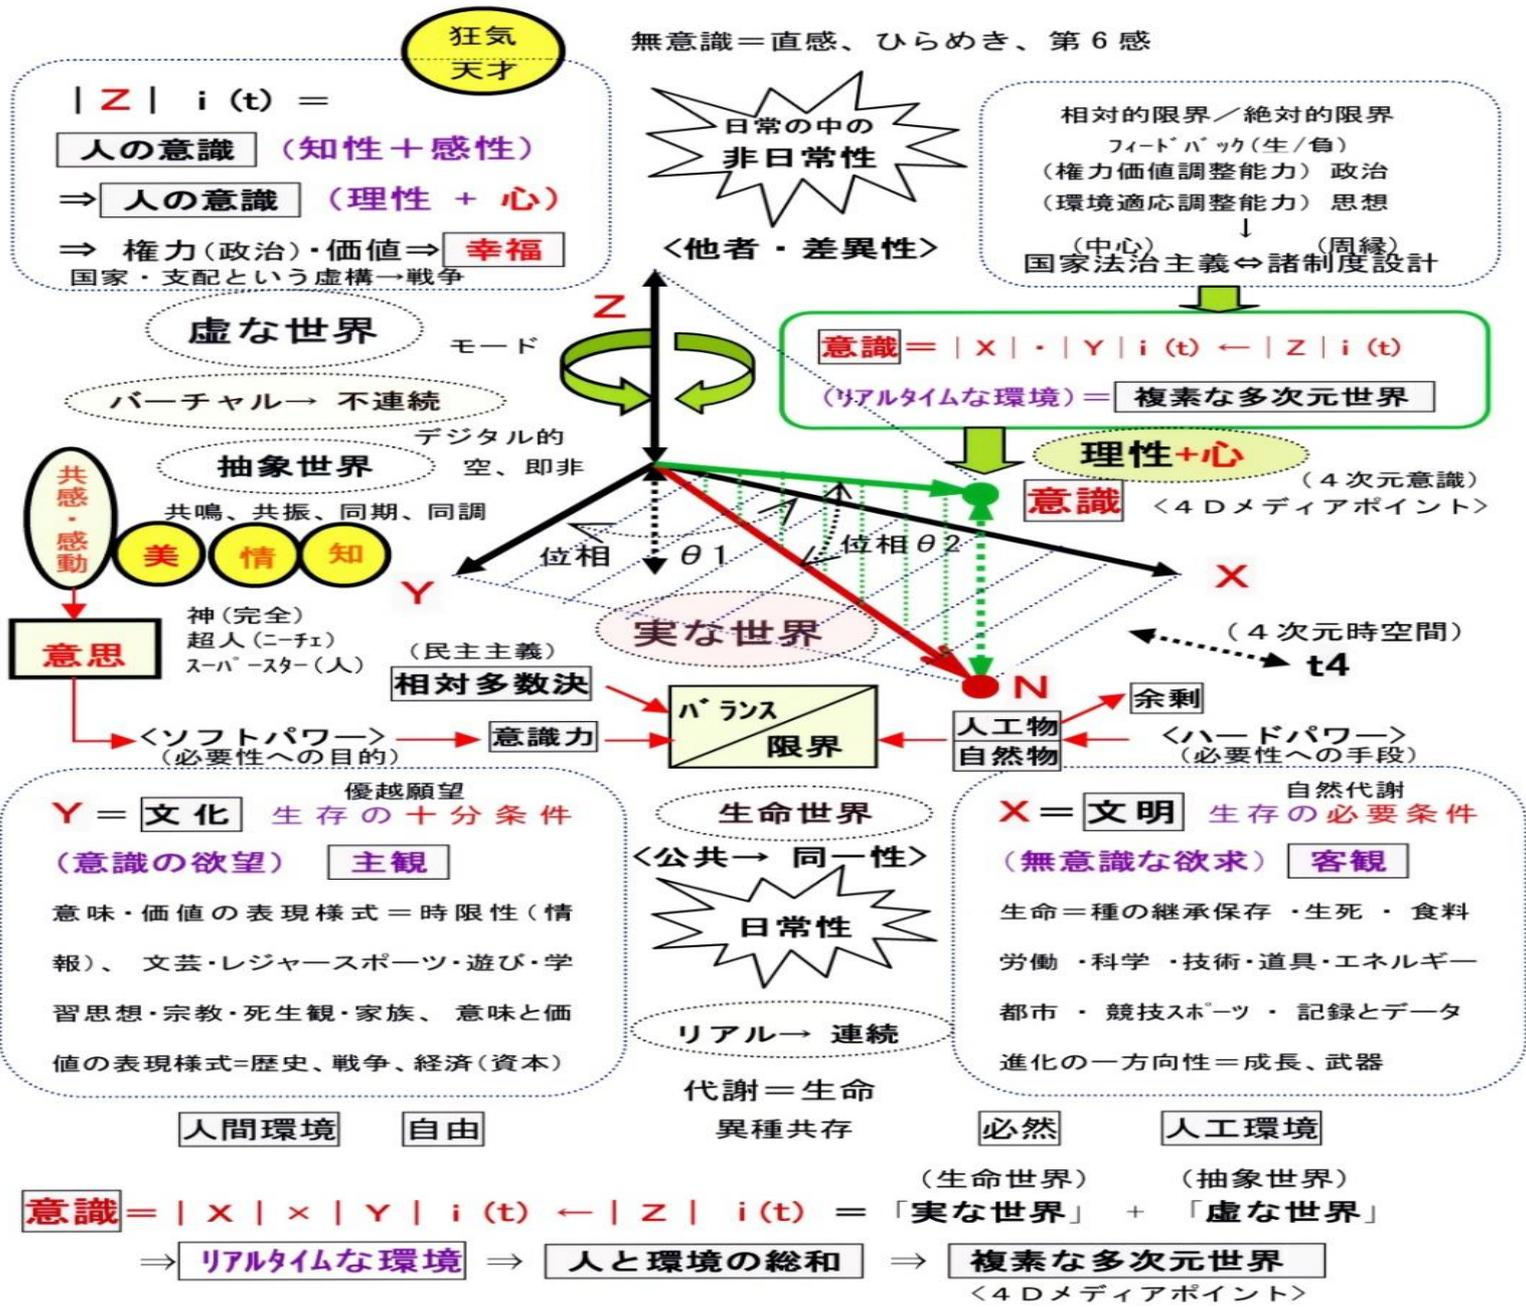 狂気
天才
無意識＝直感、ひらめき、第６感
｜Z｜ i (t) ＝
人の意識 （知性＋感性）
⇒ 人の意識 （理性 + 心）
⇒ 権力(政治)・価値⇒ 幸福
国家・支配という虚構→戦争
日常の中の
非日常性
<他者・差異性>
相対的限界／絶対的限界
フィードバック(生/負)
(権力価値調整能力) 政治
(環境適応調整能力) 思想
↓
(中心) (周縁)
国家法治主義⇔諸制度設計
虚な世界
モード
Z
意識＝｜X｜・｜Y｜i (t) ←｜Z｜i (t)
(リアルタイムな環境)＝ 複素な多次元世界
バーチャル→ 不連続
デジタル的
空、即非
抽象世界
共鳴、共振、同期、同調
共感・感動
美
情
知
理性+心
(４次元意識)
意識
<４Ｄメディアポイント>
位相
θ1
位相θ2
Y
X
実な世界
意思
神(完全)
超人(ニーチェ)
スーパースター(人)
(民主主義)
相対多数決
N
(４次元時空間)
t4
バランス
限界
人工物
自然物
余剰
<ソフトパワー>
(必要性への目的)
意識力
<ハードパワー>
(必要性への手段)
優越願望
Y＝ 文化 生存の十分条件
(意識の欲望) 主観
意味・価値の表現様式＝時限性(情
報)、 文芸・レジャースポーツ・遊び・学
習思想・宗教・死生観・家族、 意味と価
値の表現様式=歴史、戦争、経済(資本)
生命世界
<公共→ 同一性>
日常性
リアル→ 連続
代謝＝生命
異種共存
自然代謝
X＝ 文明 生存の必要条件
(無意識な欲求) 客観
生命＝種の継承保存 ・生死 ・ 食料
労働 ・科学 ・技術・道具・エネルギー
都市 ・ 競技スポーツ ・ 記録とデータ
進化の一方向性＝成長、武器
人間環境 自由
必然 人工環境
(生命世界) (抽象世界)
意識＝｜X｜×｜Y｜i (t) ←｜Z｜ i(t) ＝「実な世界」 + 「虚な世界」
⇒ リアルタイムな環境 ⇒ 人と環境の総和 ⇒ 複素な多次元世界
<４Ｄメディアポイント>